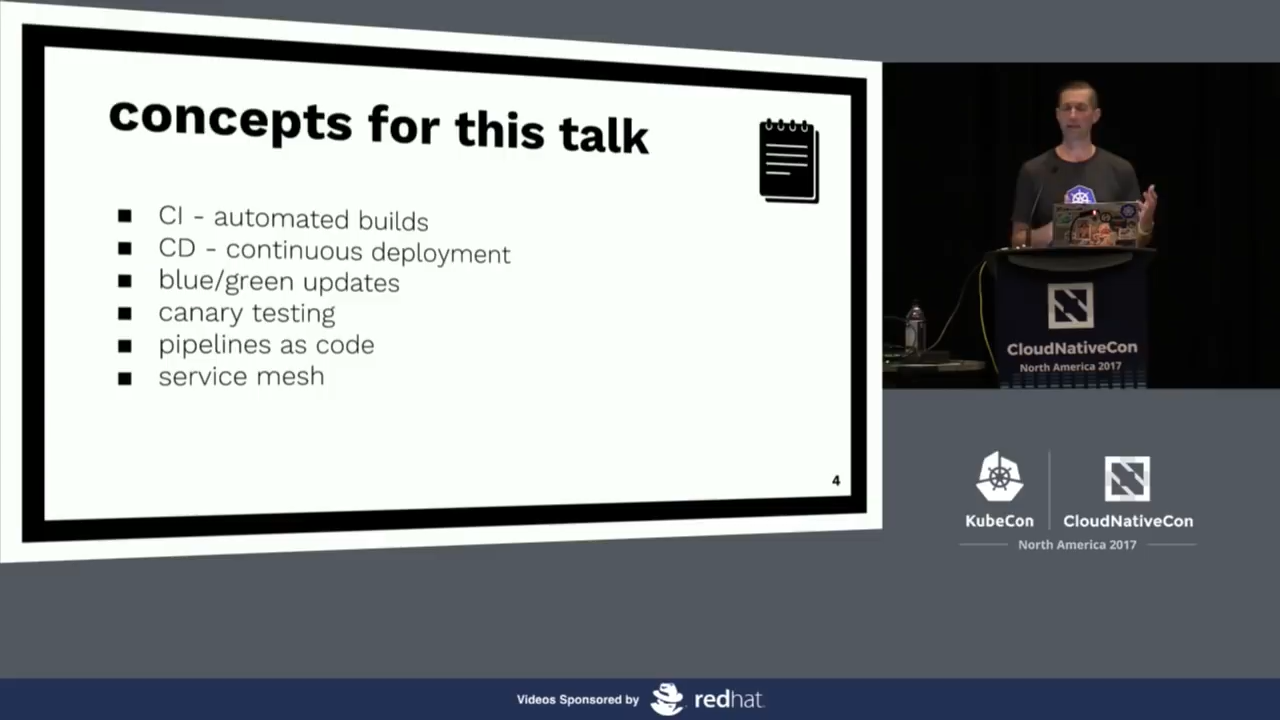 concepts for this talk
CI - automated builds
CD - continuous deployment
blue/green updates
canary testing
pipelines as code
service mesh
4
CloudNativeCon
North America 2017
KubeCon
CloudNativeCon
North America 2017
Videos Sponsored by
redhat